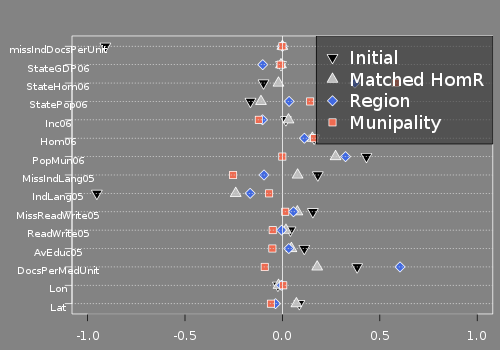 missIndDocsPerUnit
StateGDP06
StateHom06
StatePop06
Inc06
Hom06
PopMun06
MissIndLang05
IndLang05
MissReadWrite05
ReadWrite05
AvEduc05
DocsPerMedUnit
Lon
Lat
Initial
Matched HomR
Region
Munipality
-1.0 -0.5 0.0 0.5 1.0